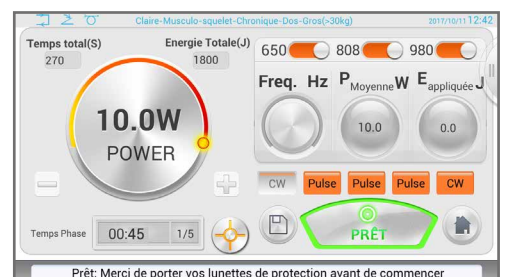 Claire-Musculo-squelet-Chronique-Dos-Gros(>30kg)
2017/10/11 12:42
Temps total(S)
270
Energie Totale(J)
1800
650
808
980
10.0W
POWER
Freq. Hz
P Moyenne W
10.0
E appliquée J
0.0
CW
Pulse
Pulse
Pulse
CW
Temps Phase
00:45
1/5
PRÊT
Prêt: Merci de porter vos lunettes de protection avant de commencer